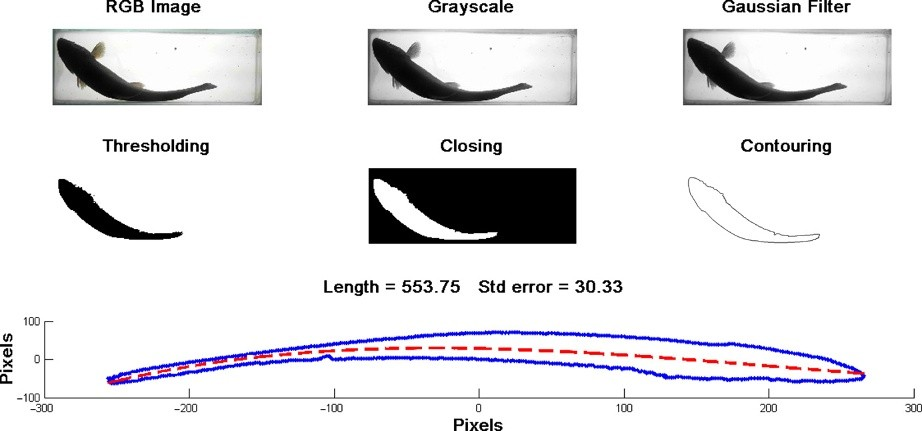 RGB Image Grayscale Gaussian Filter
Thresholding Closing Contouring
Length = 553.75 Std error = 30.33
100
0
−100
Pixels
−300 −200 −100 0 100 200 300
Pixels